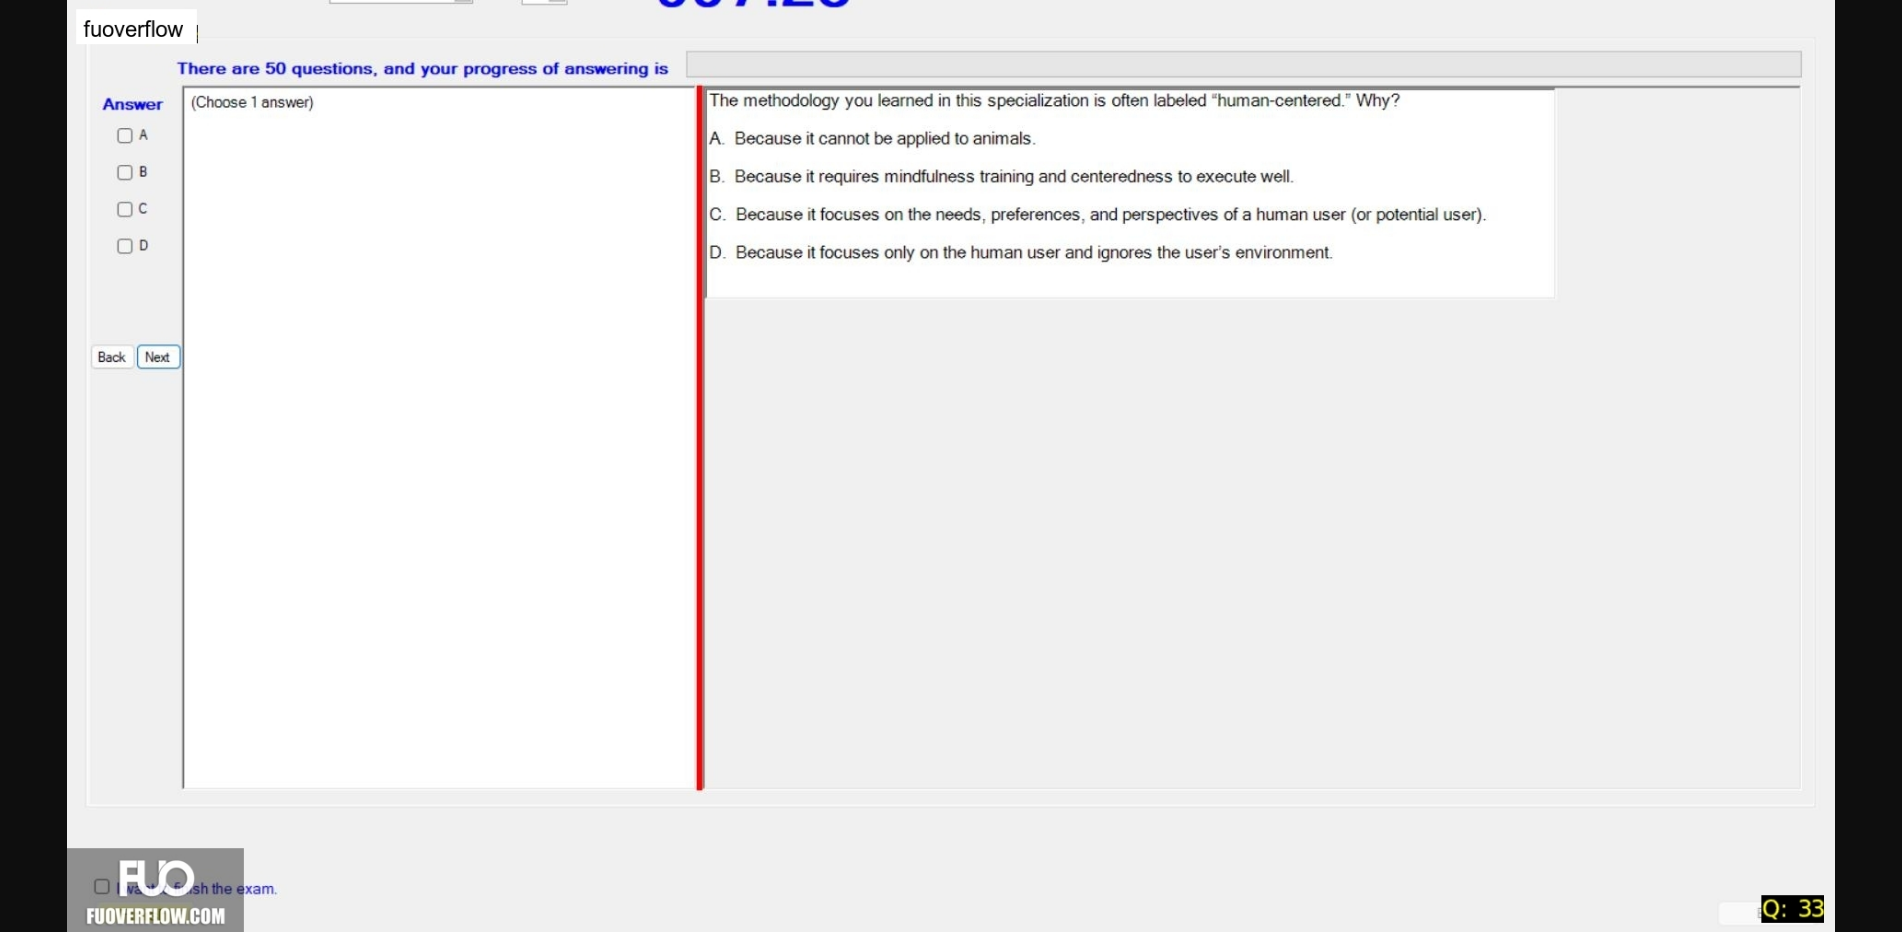 fuoverflow
There are 50 questions, and your progress of answering is
Answer
(Choose 1 answer)
A
B
C
D
Back Next
The methodology you learned in this specialization is often labeled “human-centered.” Why?
A. Because it cannot be applied to animals.
B. Because it requires mindfulness training and centeredness to execute well.
C. Because it focuses on the needs, preferences, and perspectives of a human user (or potential user).
D. Because it focuses only on the human user and ignores the user’s environment.
FUO
the exam.
FUOVERFLOW.COM
Q: 33